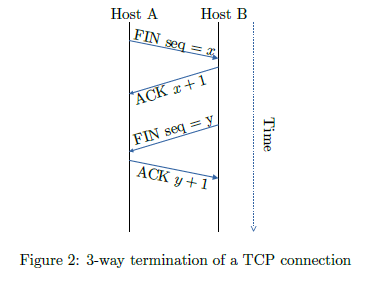 Host A Host B
FIN seq = x
ACK x + 1
FIN seq = y
ACK y + 1
Time
Figure 2: 3-way termination of a TCP connection